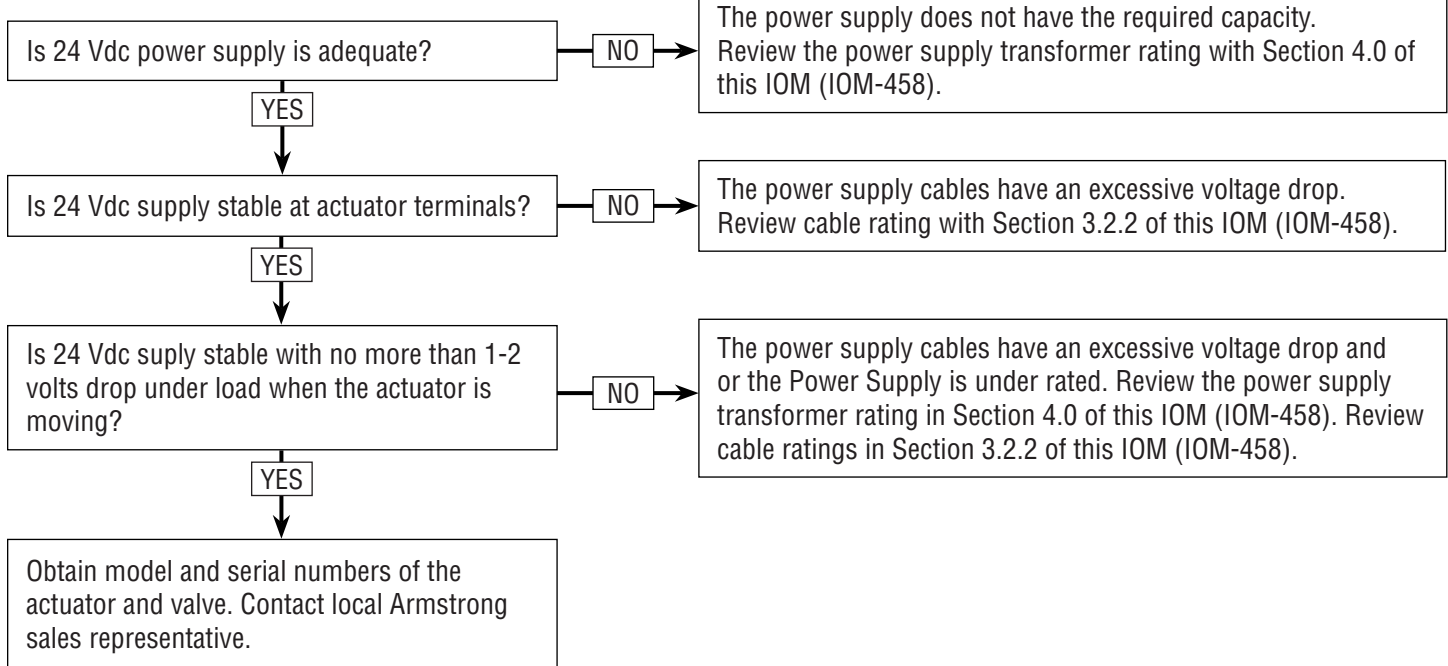 Is 24 Vdc power supply is adequate?
NO
The power supply does not have the required capacity.
Review the power supply transformer rating with Section 4.0 of
this IOM (IOM-458).
YES
Is 24 Vdc supply stable at actuator terminals?
NO
The power supply cables have an excessive voltage drop.
Review cable rating with Section 3.2.2 of this IOM (IOM-458).
YES
Is 24 Vdc suply stable with no more than 1-2
volts drop under load when the actuator is
moving?
NO
The power supply cables have an excessive voltage drop and
or the Power Supply is under rated. Review the power supply
transformer rating in Section 4.0 of this IOM (IOM-458). Review
cable ratings in Section 3.2.2 of this IOM (IOM-458).
YES
Obtain model and serial numbers of the
actuator and valve. Contact local Armstrong
sales representative.